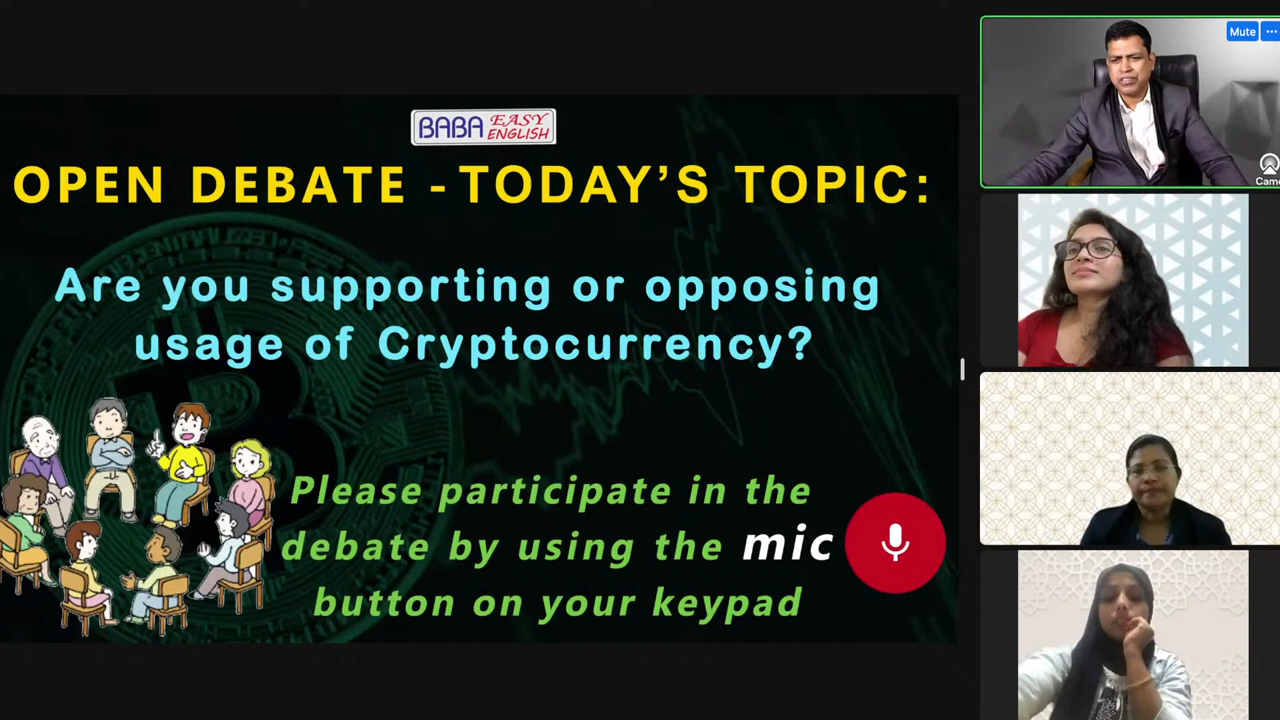 BABA EASY ENGLISH
OPEN DEBATE - TODAY'S TOPIC:
Are you supporting or opposing
usage of Cryptocurrency?
Please participate in the
debate by using the mic
button on your keypad
Mute